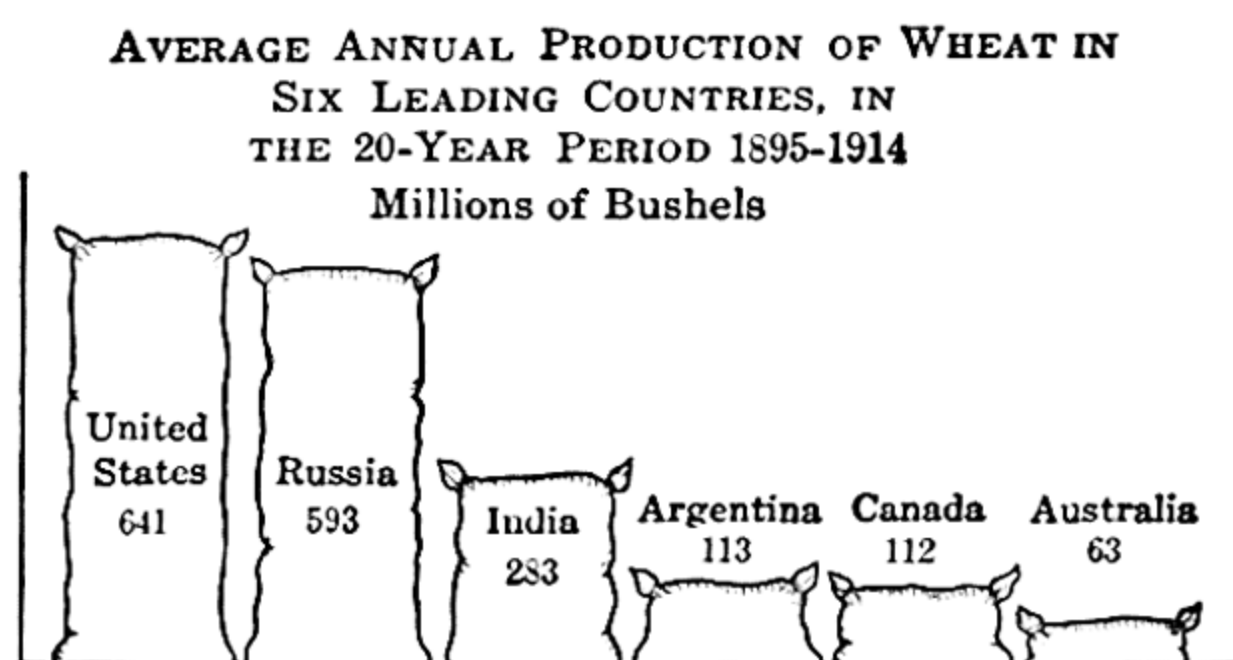 AVERAGE ANNUAL PRODUCTION OF WHEAT IN
SIX LEADING COUNTRIES, IN
THE 20-YEAR PERIOD 1895-1914
Millions of Bushels
United
States
641
Russia
593
India
283
Argentina
113
Canada
112
Australia
63